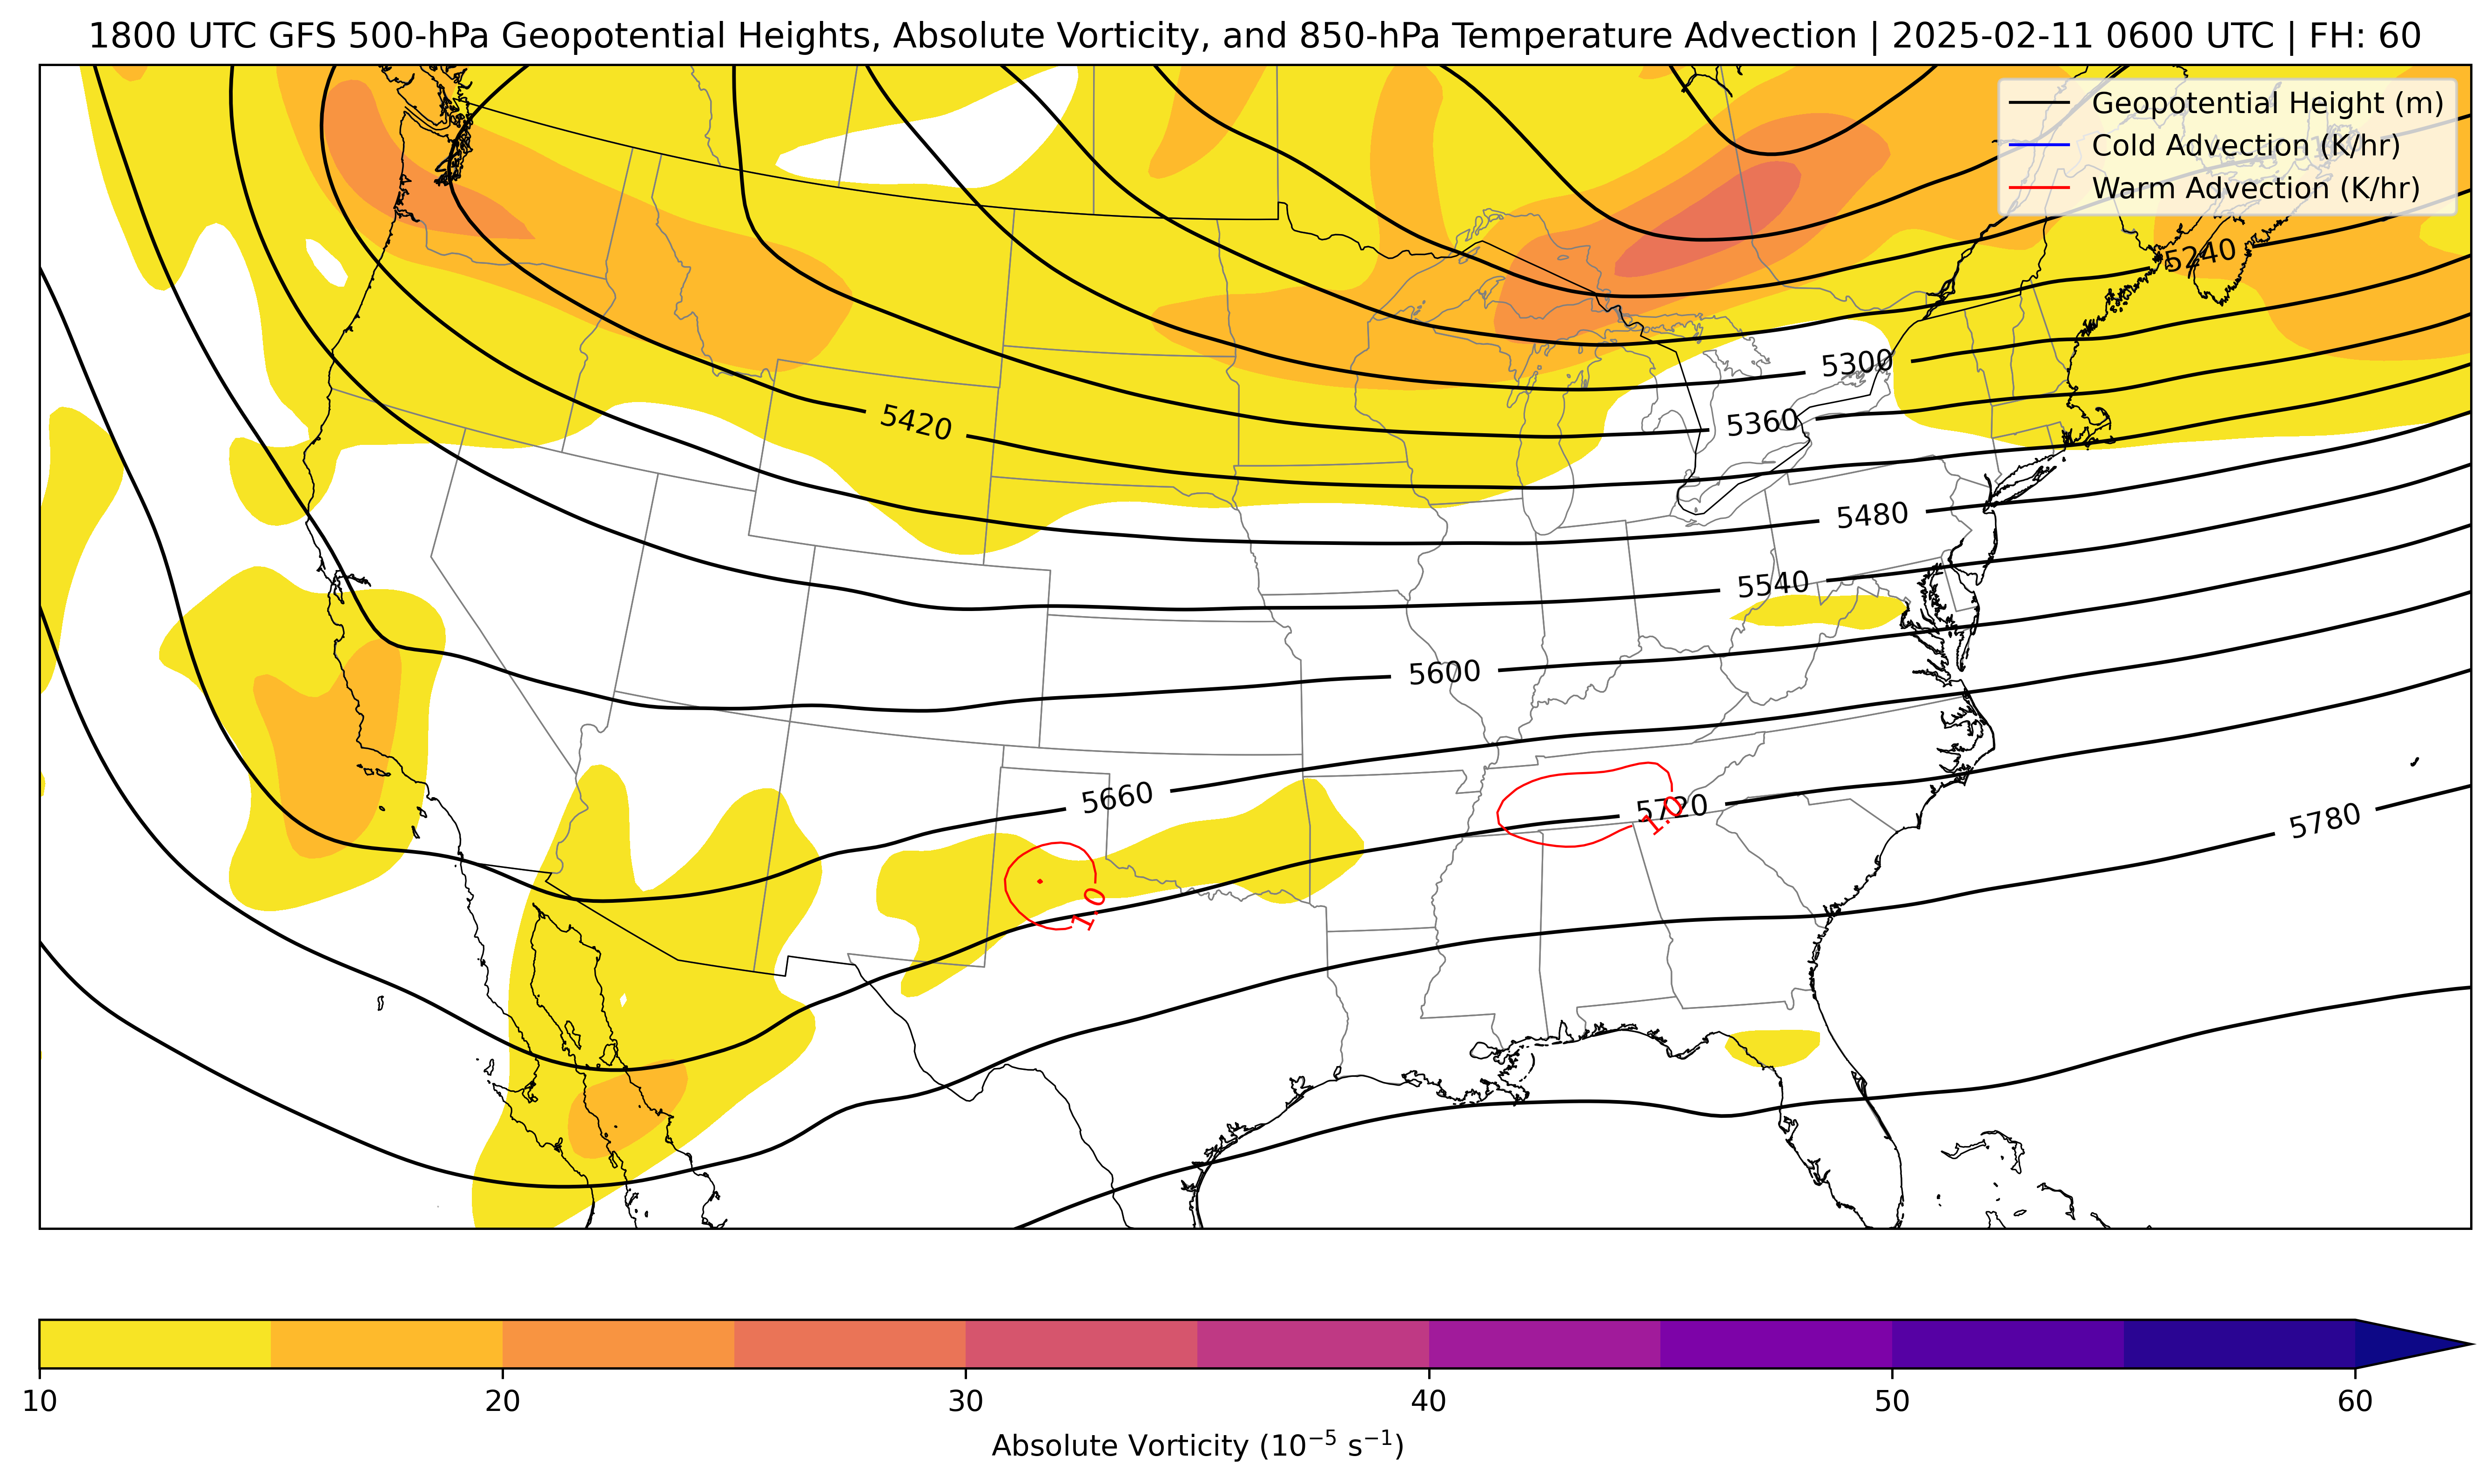 1800 UTC GFS 500-hPa Geopotential Heights, Absolute Vorticity, and 850-hPa Temperature Advection | 2025-02-11 0600 UTC | FH: 60
Geopotential Height (m)
Cold Advection (K/hr)
Warm Advection (K/hr)
5240
5300
5360
5420
5480
5540
5600
5660
5720
1.0
5780
1.0
10 20 30 40 50 60
Absolute Vorticity (10⁻⁵ s⁻¹)